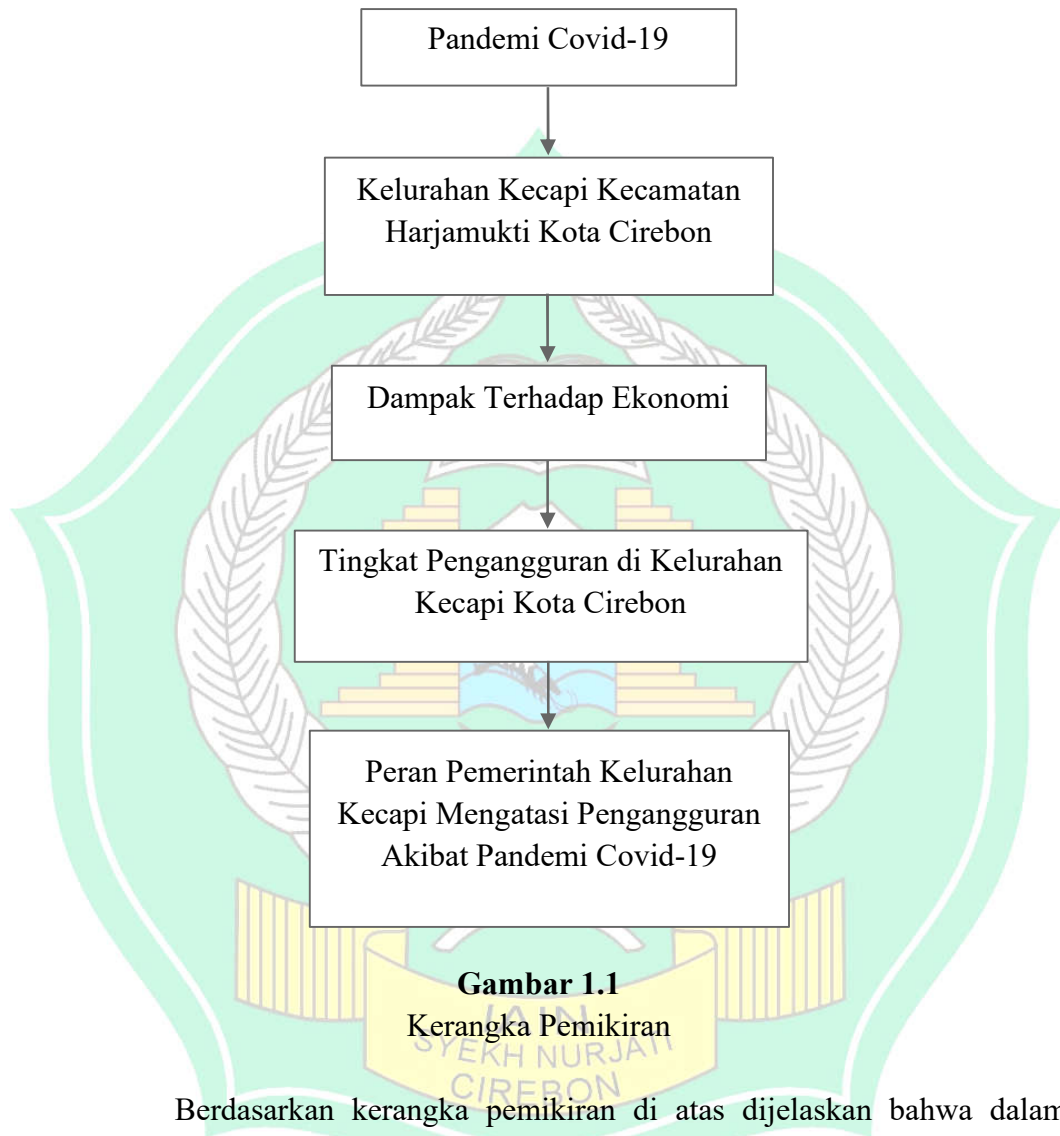 Pandemi Covid-19
Kelurahan Kecapi Kecamatan
Harjamukti Kota Cirebon
Dampak Terhadap Ekonomi
Tingkat Pengangguran di Kelurahan
Kecapi Kota Cirebon
Peran Pemerintah Kelurahan
Kecapi Mengatasi Pengangguran
Akibat Pandemi Covid-19
Gambar 1.1
Kerangka Pemikiran
IAIN
SYEKH NURJATI
CIREBON
Berdasarkan kerangka pemikiran di atas dijelaskan bahwa dalam